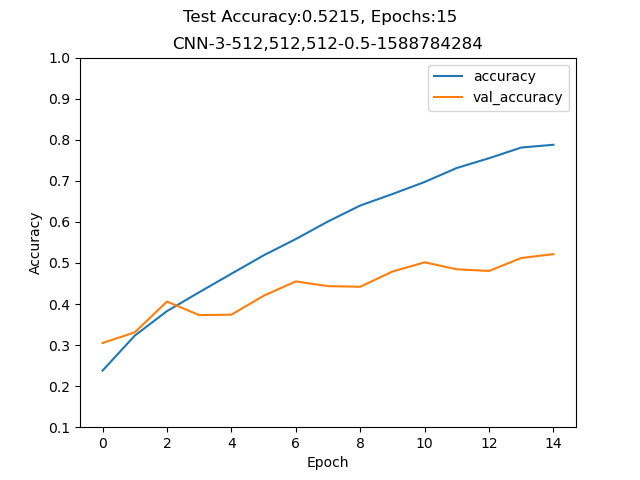 Test Accuracy:0.5215, Epochs:15
CNN-3-512,512,512-0.5-1588784284
accuracy
val_accuracy
1.0
0.9
0.8
0.7
0.6
0.5
0.4
0.3
0.2
0.1
Accuracy
0 2 4 6 8 10 12 14
Epoch